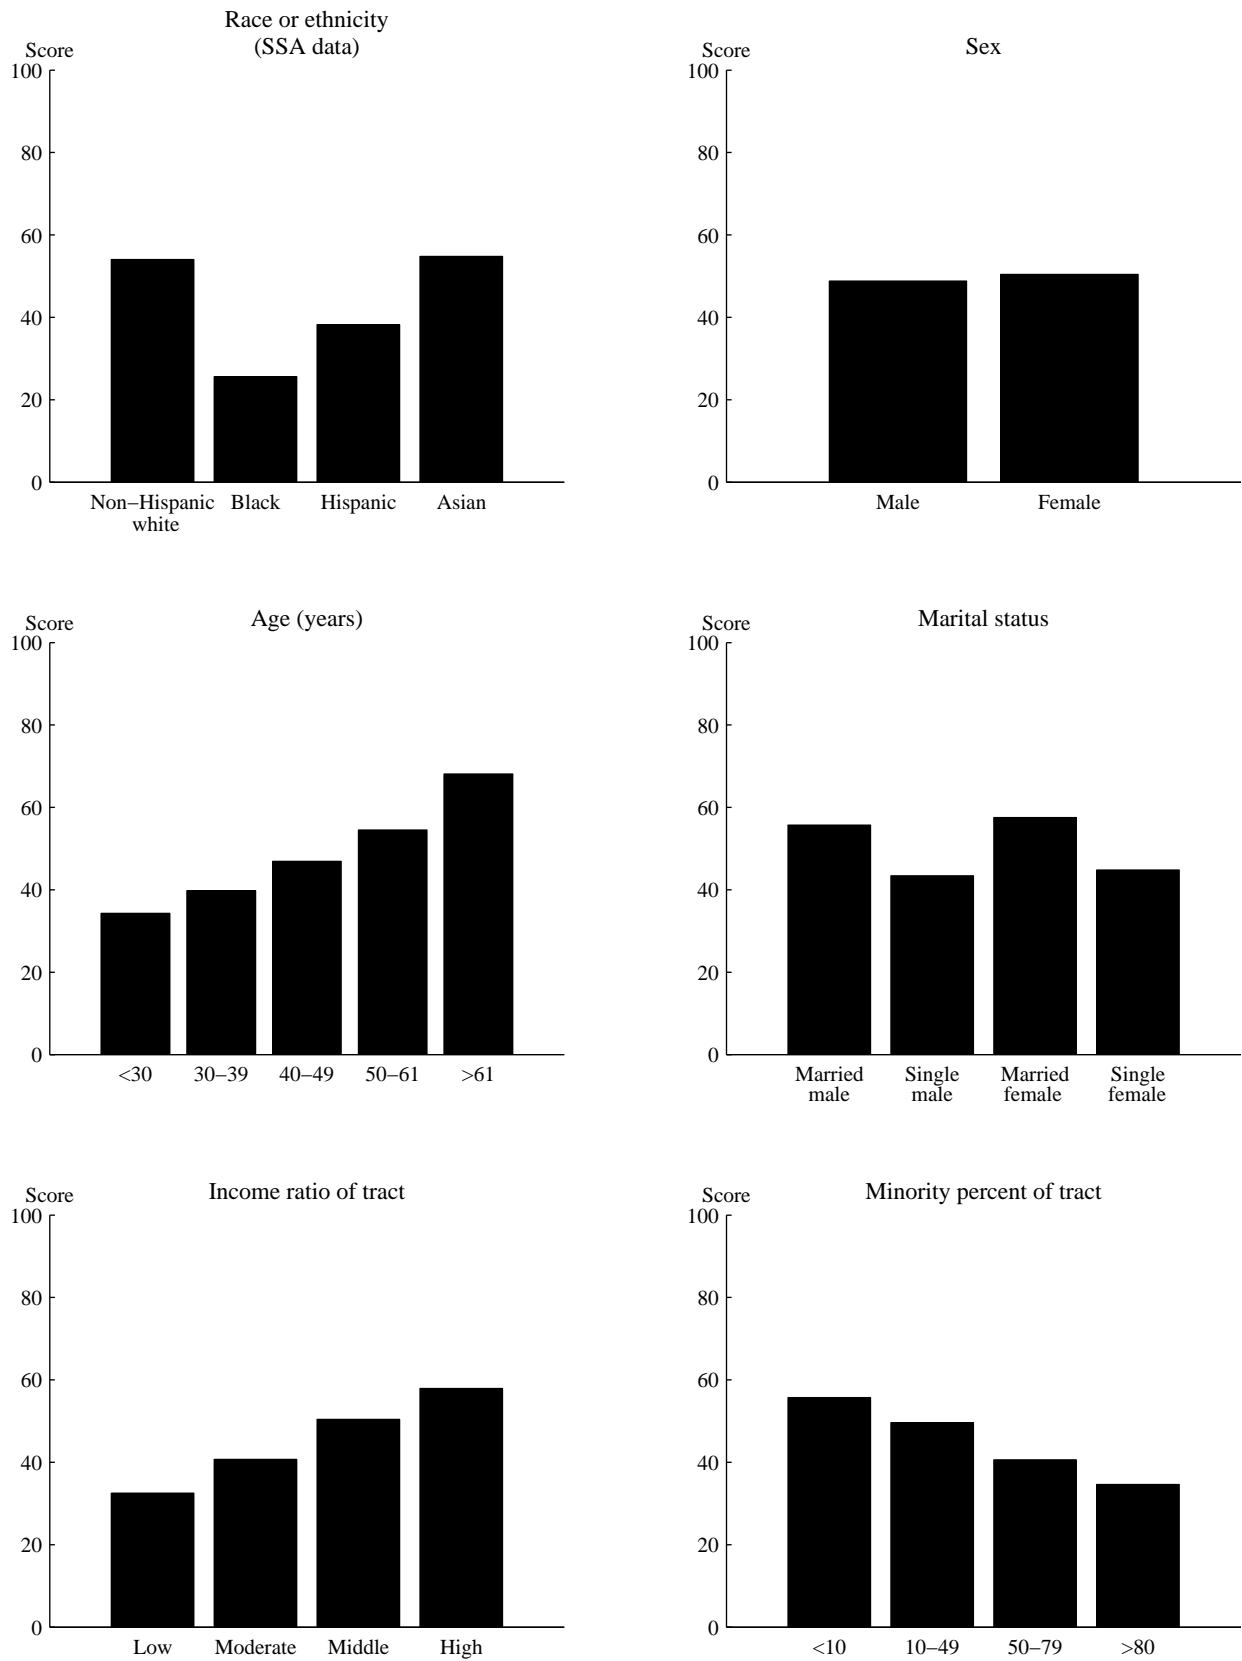 Race or ethnicity
(SSA data)
Score
100
80
60
40
20
0
Non−Hispanic Black Hispanic Asian
white
Sex
Score
100
80
60
40
20
0
Male Female
Age (years)
Score
100
80
60
40
20
0
<30 30−39 40−49 50−61 >61
Marital status
Score
100
80
60
40
20
0
Married Single Married Single
male male female female
Income ratio of tract
Score
100
80
60
40
20
0
Low Moderate Middle High
Minority percent of tract
Score
100
80
60
40
20
0
<10 10−49 50−79 >80